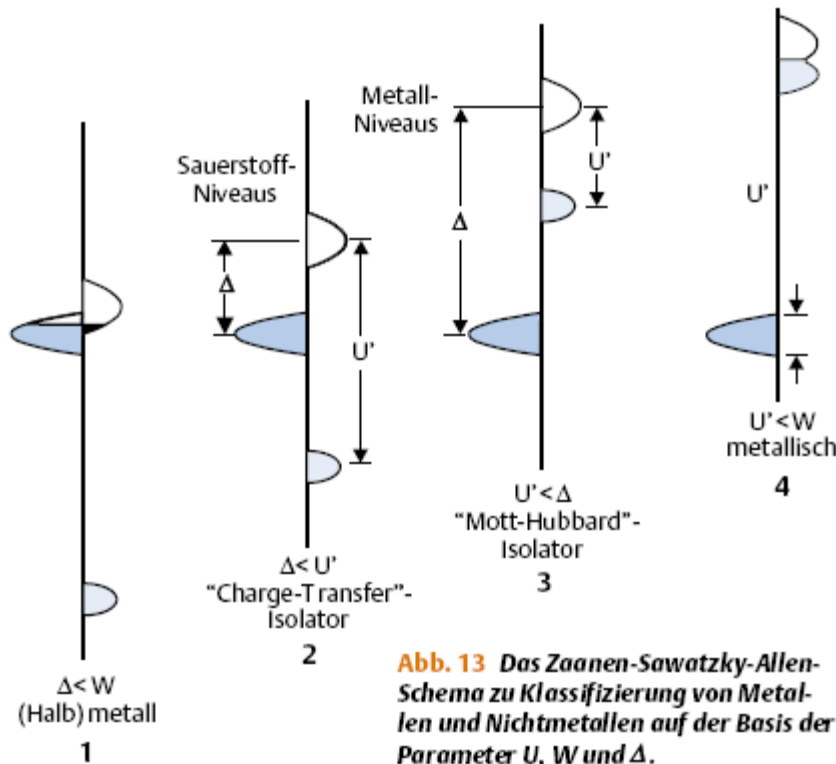 Sauerstoff-
Niveaus
Δ
U'
Metall-
Niveaus
Δ
U'
U'
Δ< W
(Halb) metall
1
Δ< U'
“Charge-Transfer”-
Isolator
2
U'< Δ
“Mott-Hubbard”-
Isolator
3
U'< W
metallisch
4
Abb. 13 Das Zaanen-Sawatzky-Allen-
Schema zu Klassifizierung von Metal-
len und Nichtmetallen auf der Basis der
Parameter U, W und Δ.